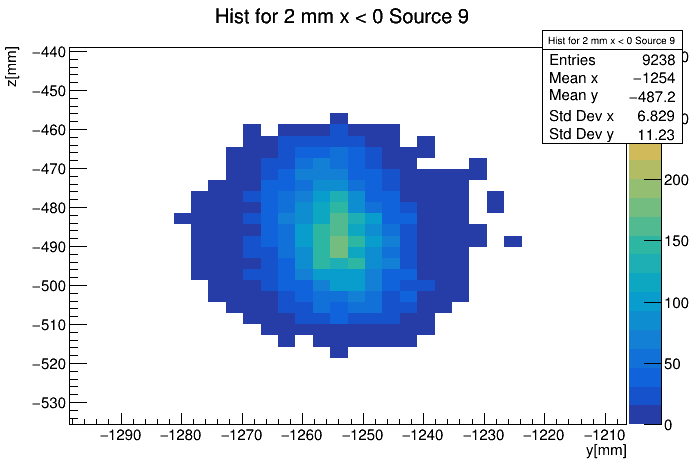 Hist for 2 mm x < 0 Source 9
z[mm]
Hist for 2 mm x < 0 Source 9
Entries 9238
Mean x −1254
Mean y −487.2
Std Dev x 6.829
Std Dev y 11.23
−440
−450
−460
−470
−480
−490
−500
−510
−520
−530
0
0
200
150
100
50
0
−1290 −1280 −1270 −1260 −1250 −1240 −1230 −1220 −1210
y[mm]